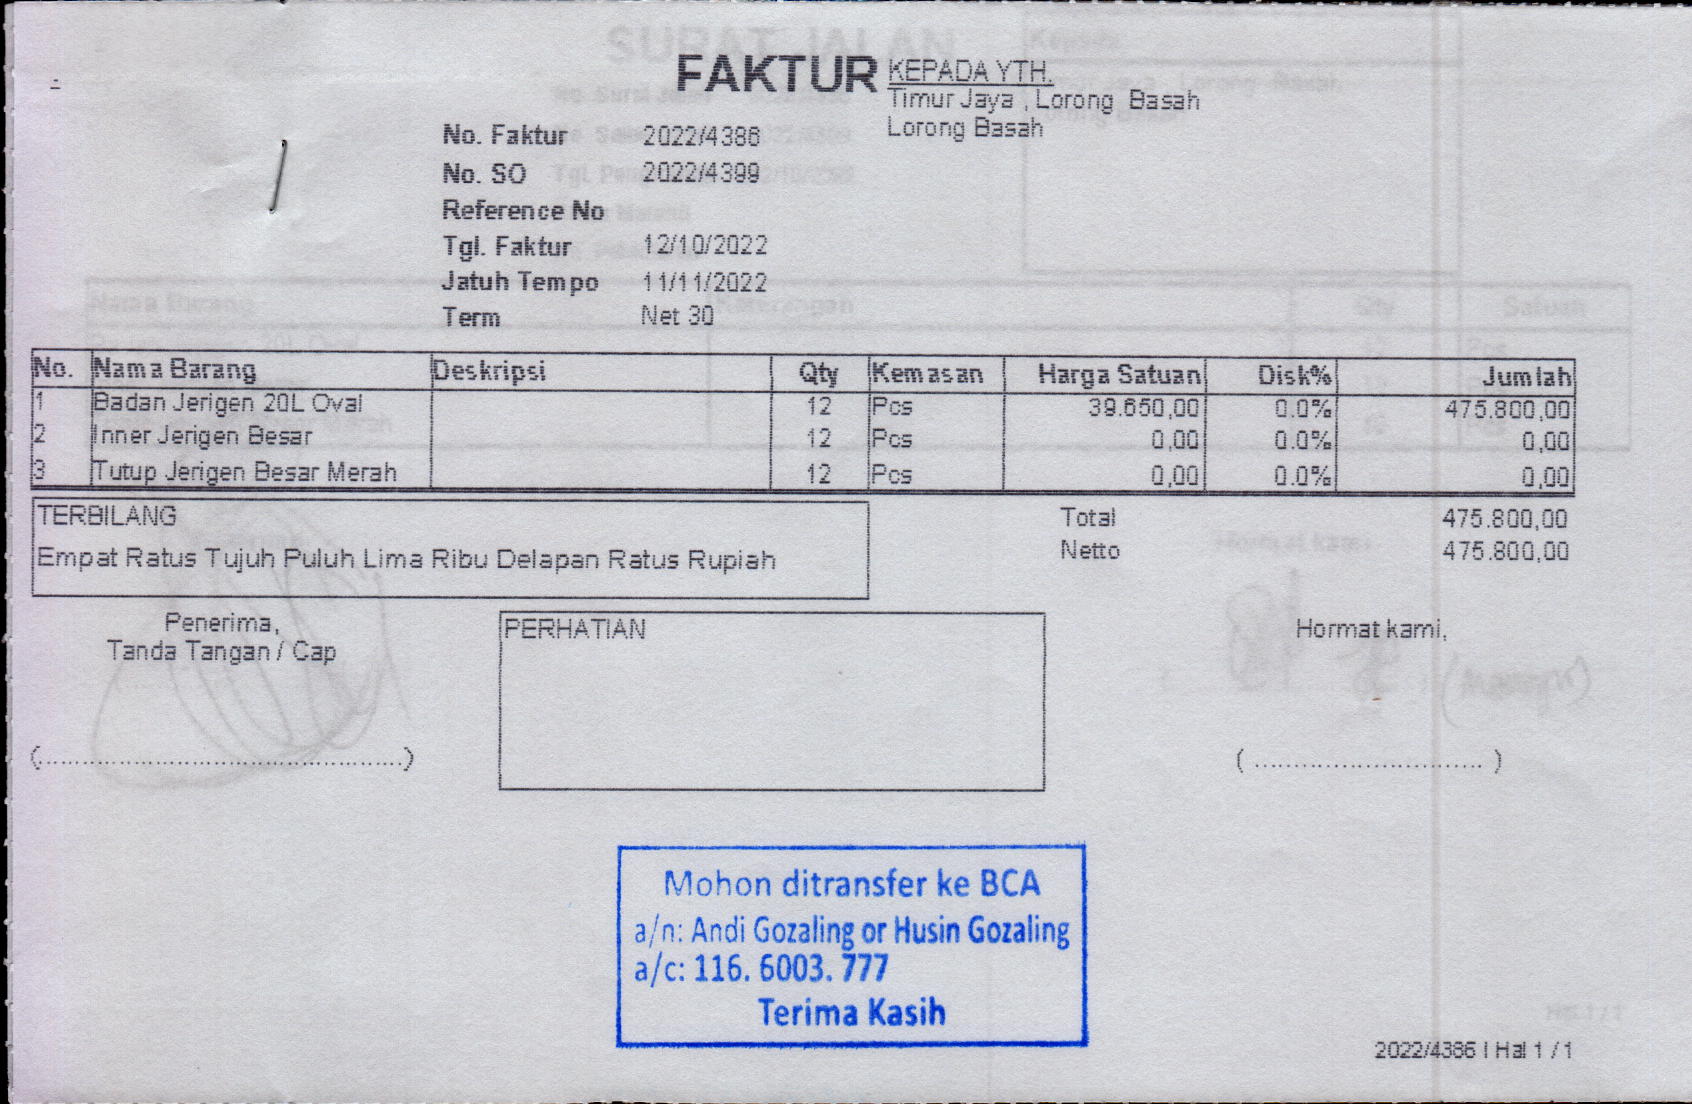 FAKTUR
KEPADA YTH.
Timur Jaya , Lorong Basah
Lorong Basah
No. Faktur 2022/4386
No. SO 2022/4399
Reference No
Tgl. Faktur 12/10/2022
Jatuh Tempo 11/11/2022
Term Net 30
No. Nama Barang Deskripsi Qty Kemasan Harga Satuan Disk% Jumlah
1 Badan Jerigen 20L Oval 12 Pcs 39.650,00 0.0% 475.800,00
2 Inner Jerigen Besar 12 Pcs 0,00 0.0% 0,00
3 Tutup Jerigen Besar Merah 12 Pcs 0,00 0.0% 0,00
TERBILANG
Empat Ratus Tujuh Puluh Lima Ribu Delapan Ratus Rupiah
Total 475.800,00
Netto 475.800,00
Penerima,
Tanda Tangan / Cap
PERHATIAN
Hormat kami,
(..............................................)
( ............................. )
Mohon ditransfer ke BCA
a/n: Andi Gozaling or Husin Gozaling
a/c: 116. 6003. 777
Terima Kasih
2022/4386 | Hal 1 / 1